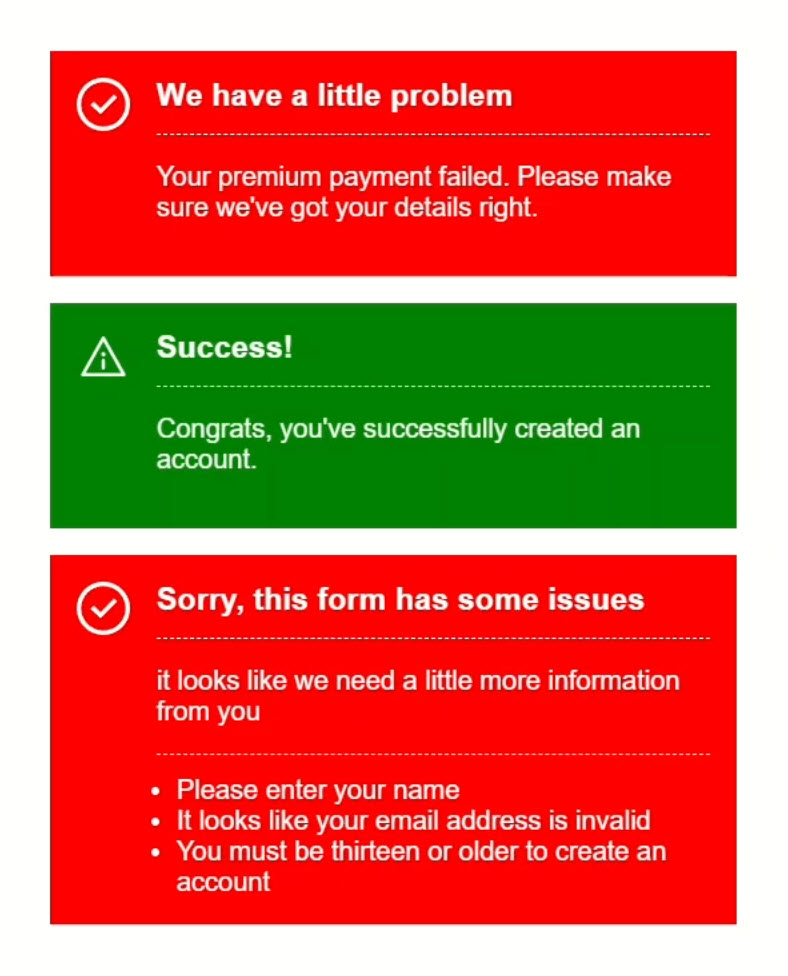 We have a little problem
Your premium payment failed. Please make
sure we've got your details right.
Success!
Congrats, you've successfully created an
account.
Sorry, this form has some issues
it looks like we need a little more information
from you
• Please enter your name
• It looks like your email address is invalid
• You must be thirteen or older to create an
account